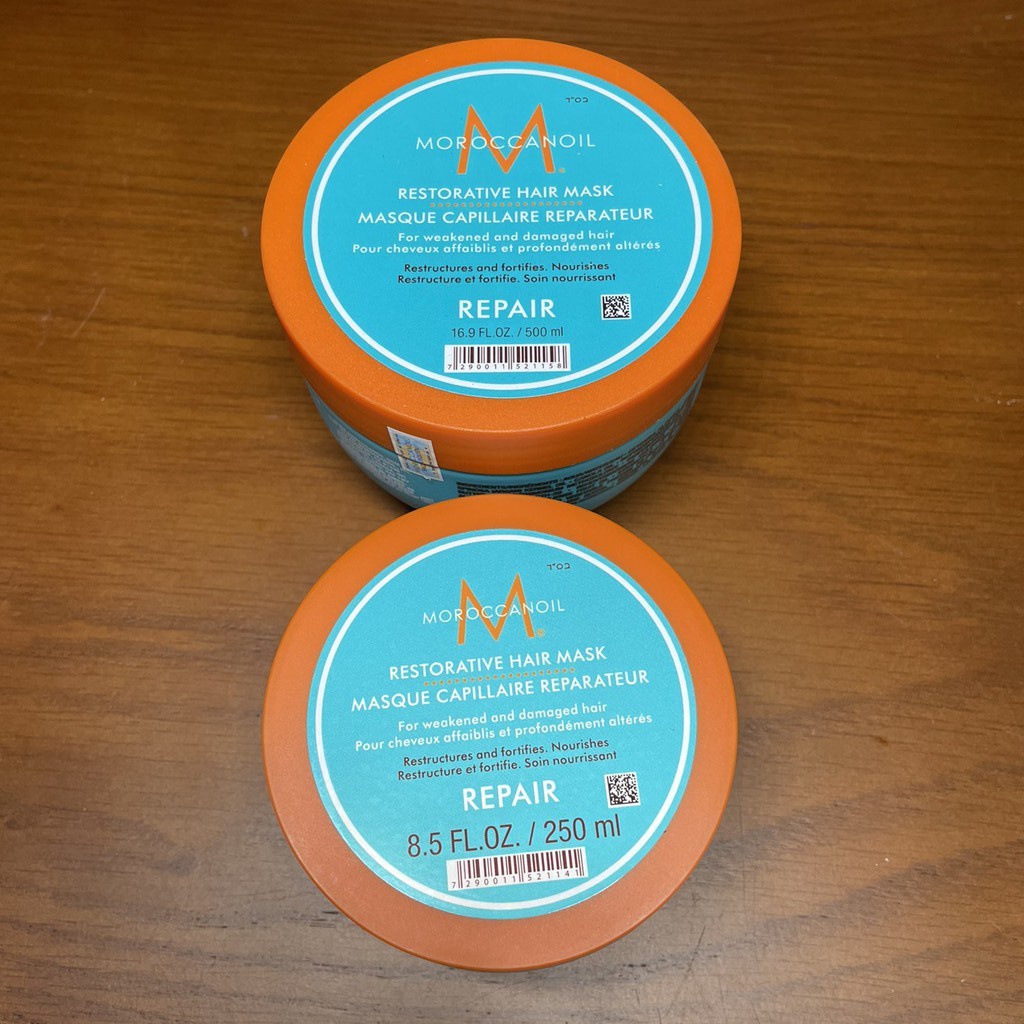 בס"ד
MOROCCANOIL
RESTORATIVE HAIR MASK
MASQUE CAPILLAIRE REPARATEUR
For weakened and damaged hair
Pour cheveux affaiblis et profondément altérés
Restructures and fortifies. Nourishes
Restructure et fortifie. Soin nourrissant
REPAIR
16.9 FL.OZ. / 500 ml
7 290011 521158
בס"ד
MOROCCANOIL
RESTORATIVE HAIR MASK
MASQUE CAPILLAIRE REPARATEUR
For weakened and damaged hair
Pour cheveux affaiblis et profondément altérés
Restructures and fortifies. Nourishes
Restructure et fortifie. Soin nourrissant
REPAIR
8.5 FL.OZ. / 250 ml
7 290011 521141